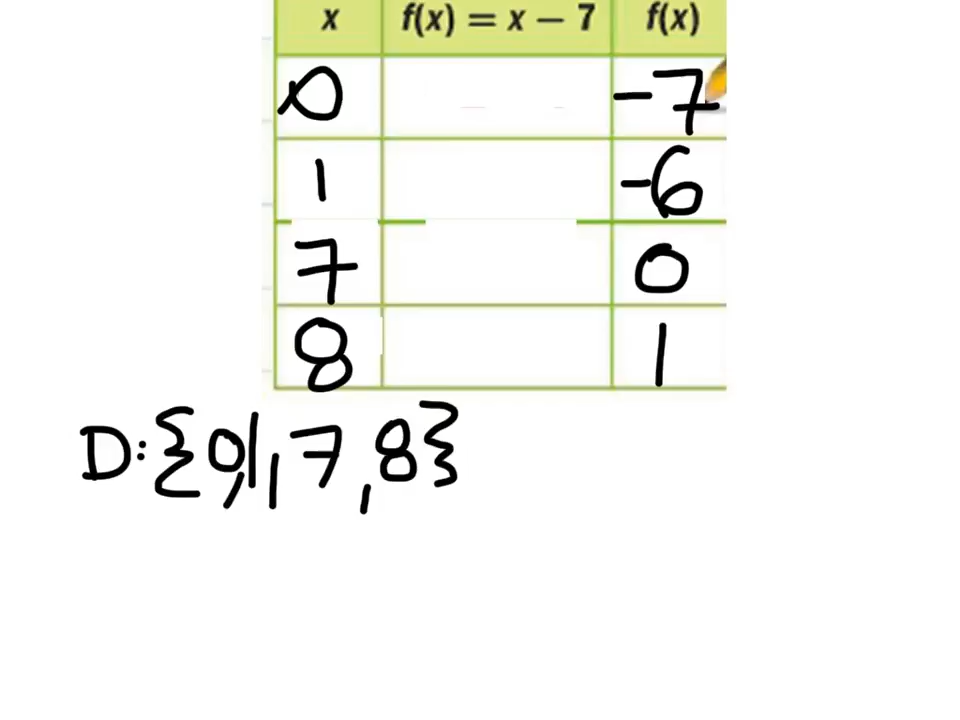 x f(x) = x − 7 f(x)
0 -7
1 -6
7 0
8 1
D:{0,1,7,8}